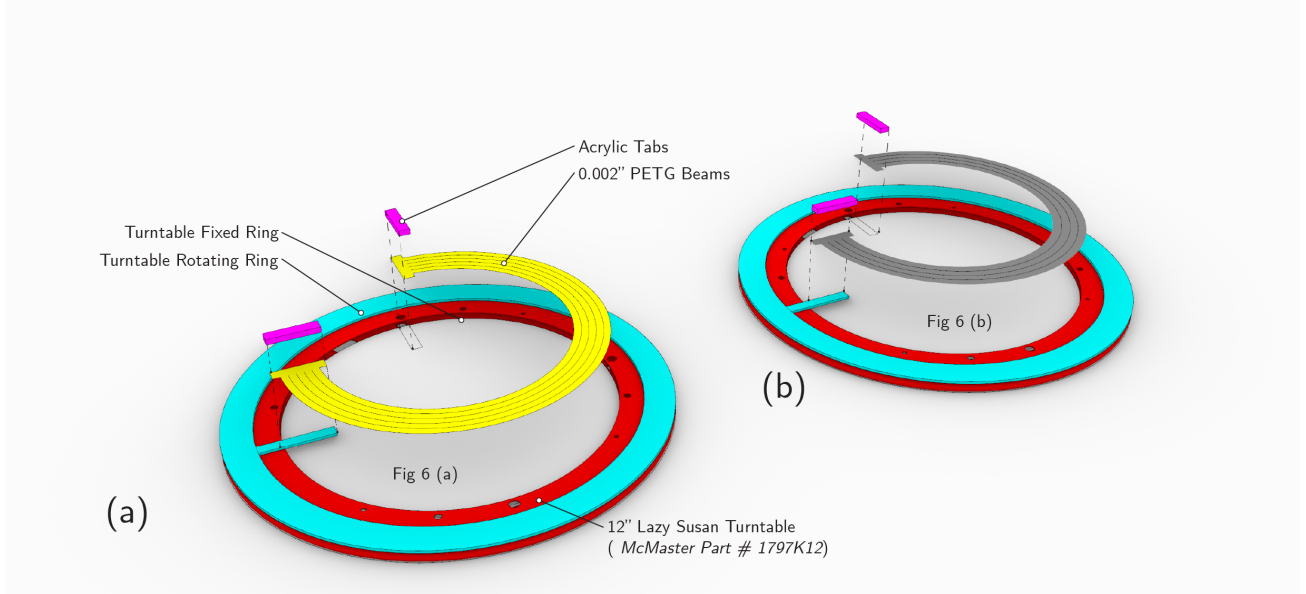 Acrylic Tabs
0.002" PETG Beams
Turntable Fixed Ring
Turntable Rotating Ring
Fig 6 (a)
(a)
12" Lazy Susan Turntable
( McMaster Part # 1797K12)
Fig 6 (b)
(b)